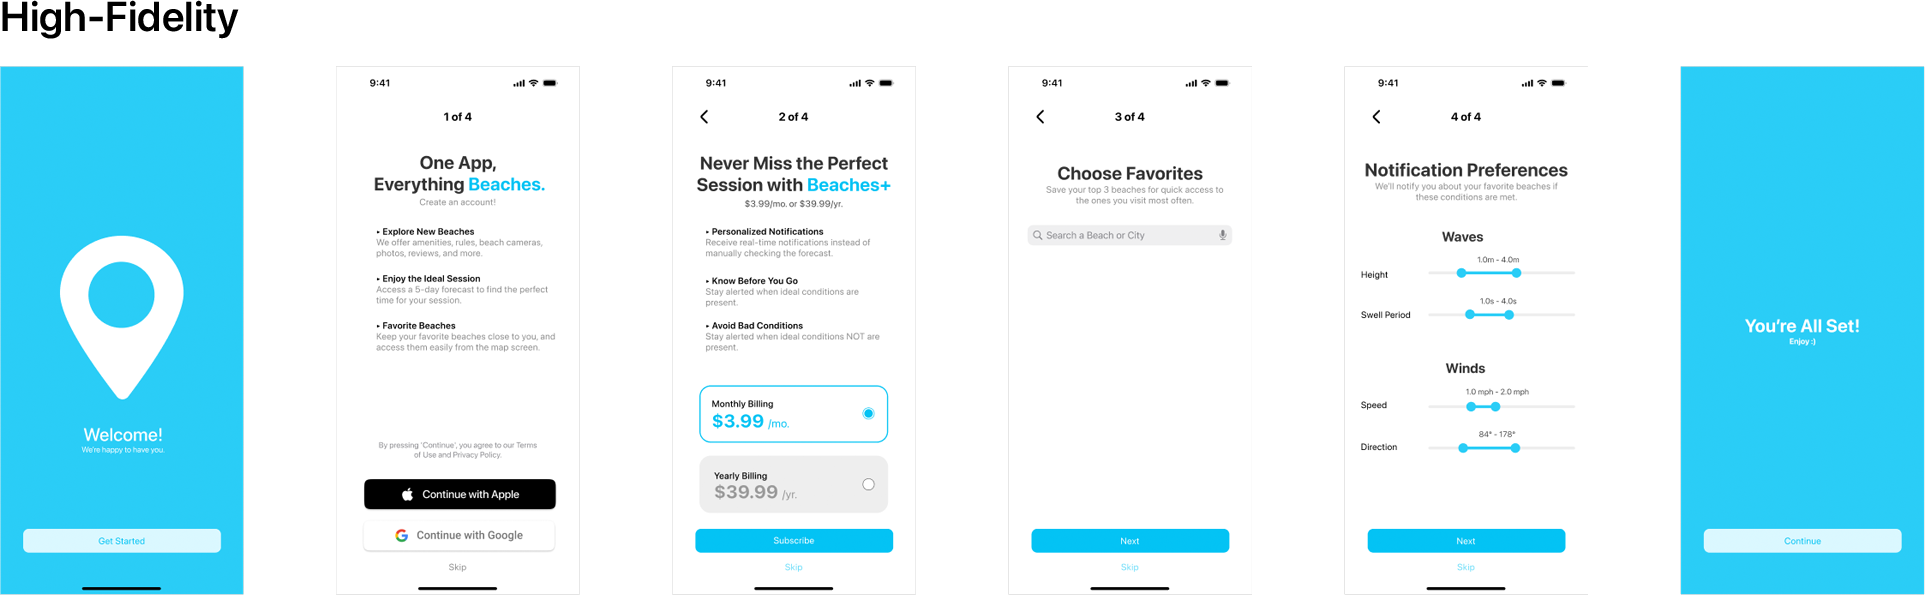 High-Fidelity
Welcome!
We're happy to have you.
Get Started
9:41
1 of 4
One App,
Everything Beaches.
Create an account!
▸ Explore New Beaches
We offer amenities, rules, beach cameras,
photos, reviews, and more.
▸ Enjoy the Ideal Session
Access a 5-day forecast to find the perfect
time for your session.
▸ Favorite Beaches
Keep your favorite beaches close to you, and
access them easily from the map screen.
By pressing 'Continue', you agree to our Terms
of Use and Privacy Policy.
Continue with Apple
Continue with Google
Skip
9:41
2 of 4
Never Miss the Perfect
Session with Beaches+
$3.99/mo. or $39.99/yr.
▸ Personalized Notifications
Receive real-time notifications instead of
manually checking the forecast.
▸ Know Before You Go
Stay alerted when ideal conditions are
present.
▸ Avoid Bad Conditions
Stay alerted when ideal conditions NOT are
present.
Monthly Billing
$3.99 /mo.
Yearly Billing
$39.99 /yr.
Subscribe
Skip
9:41
3 of 4
Choose Favorites
Save your top 3 beaches for quick access to
the ones you visit most often.
Search a Beach or City
Next
Skip
9:41
4 of 4
Notification Preferences
We'll notify you about your favorite beaches if
these conditions are met.
Waves
1.0m - 4.0m
Height
1.0s - 4.0s
Swell Period
Winds
1.0 mph - 2.0 mph
Speed
84° - 178°
Direction
Next
Skip
You're All Set!
Enjoy :)
Continue